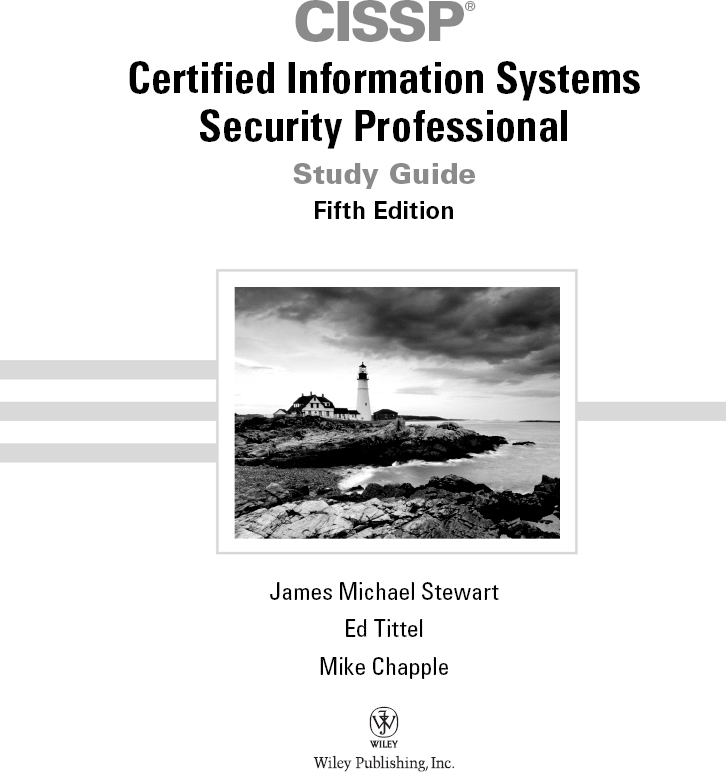 CISSP®
Certified Information Systems
Security Professional
Study Guide
Fifth Edition
James Michael Stewart
Ed Tittel
Mike Chapple
WILEY
Wiley Publishing, Inc.